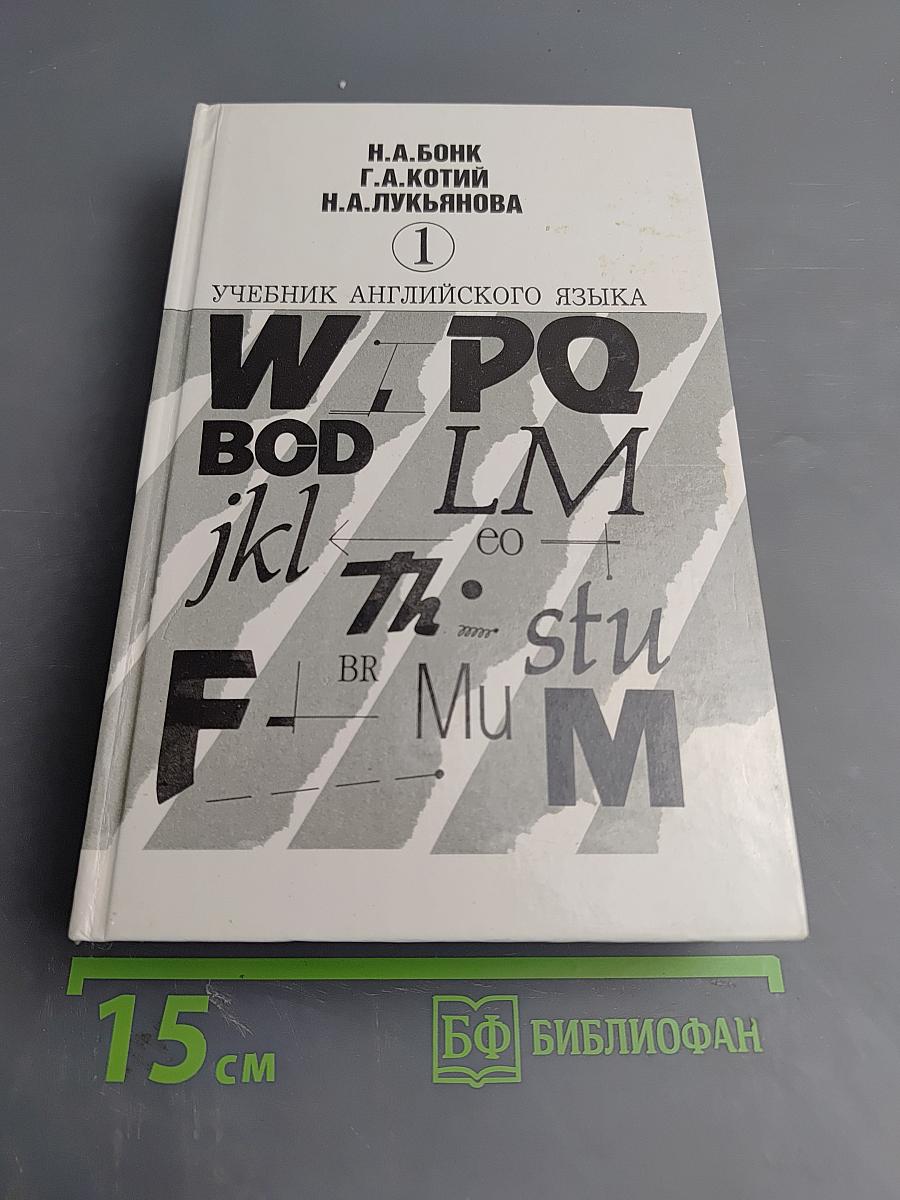 Н.А.БОНК
Г.А.КОТИЙ
Н.А.ЛУКЬЯНОВА
1
УЧЕБНИК АНГЛИЙСКОГО ЯЗЫКА
W PQ
BCD LM
jkl eo
Th stu
F BR Mu M
15 см БФ БИБЛИОФАН